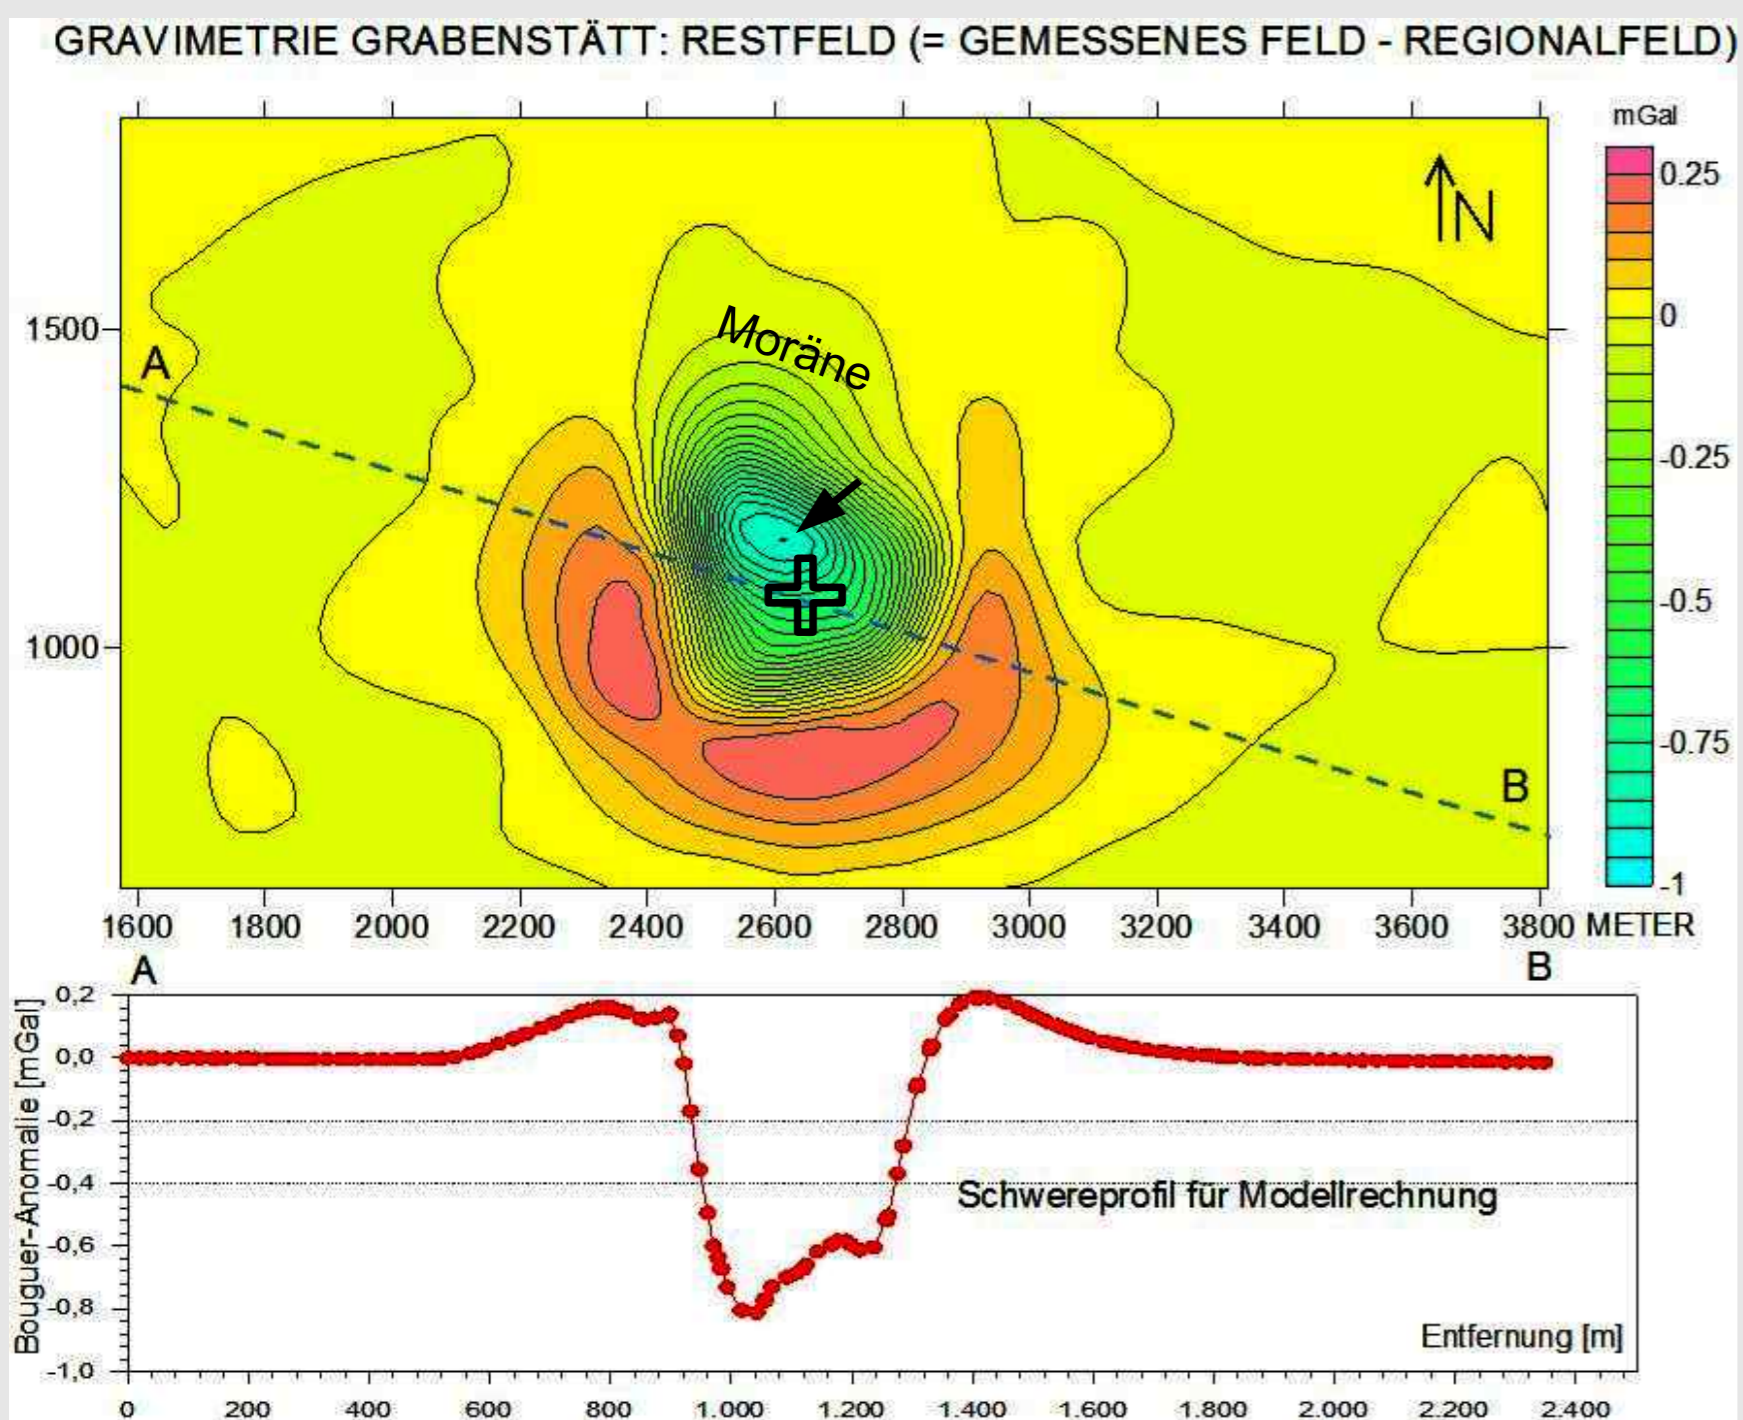 GRAVIMETRIE GRABENSTÄTT: RESTFELD (= GEMESSENES FELD - REGIONALFELD)
mGal
0.25
0
-0.25
-0.5
-0.75
-1
N
Moräne
1500
1000
A
B
1600 1800 2000 2200 2400 2600 2800 3000 3200 3400 3600 3800 METER
A B
Bouguer-Anomalie [mGal]
0,2
0,0
-0,2
-0,4
-0,6
-0,8
-1,0
Schwereprofil für Modellrechnung
Entfernung [m]
0 200 400 600 800 1.000 1.200 1.400 1.600 1.800 2.000 2.200 2.400